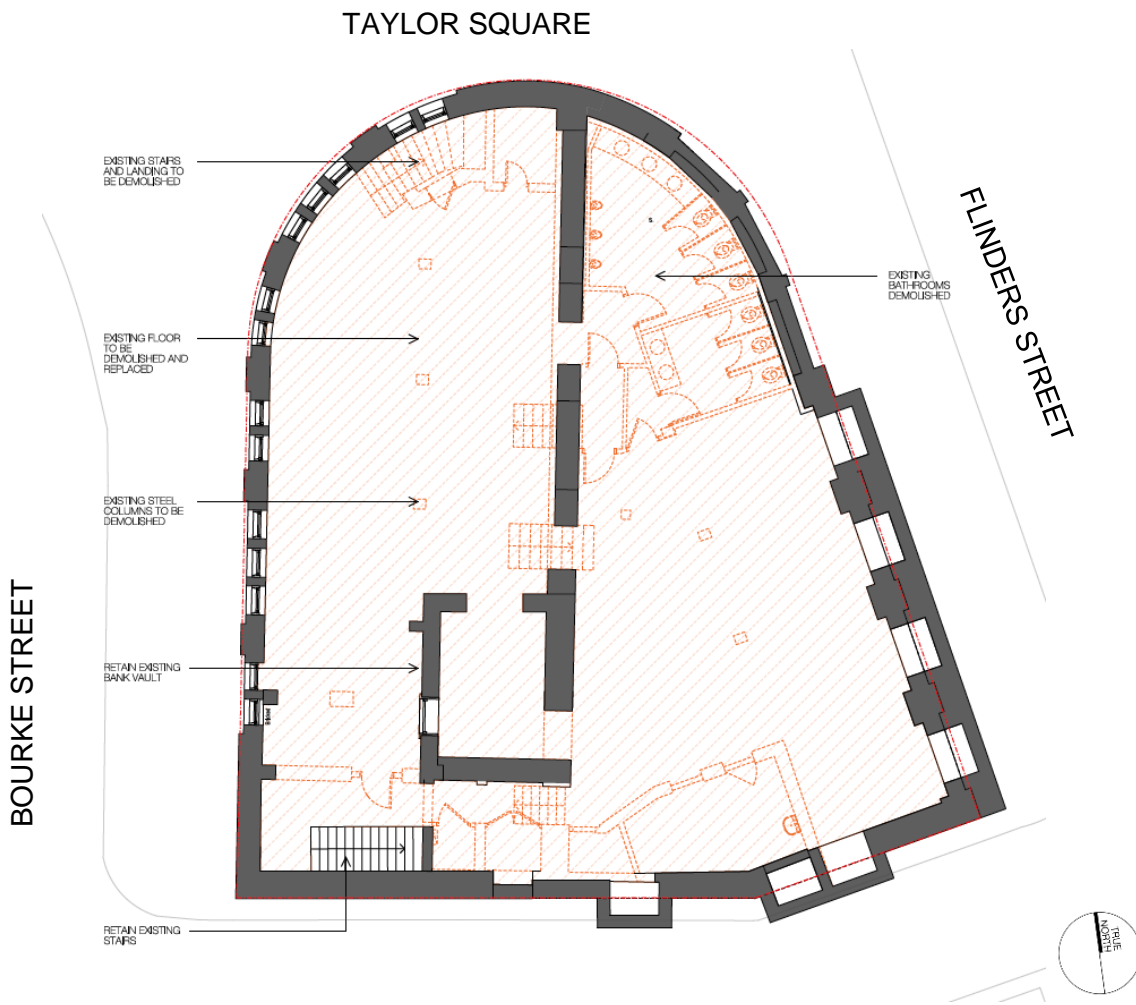 TAYLOR SQUARE
EXISTING STAIRS
AND LANDING TO
BE DEMOLISHED
FLINDERS STREET
S.
EXISTING
BATHROOMS
DEMOLISHED
EXISTING FLOOR
TO BE
DEMOLISHED AND
REPLACED
EXISTING STEEL
COLUMNS TO BE
DEMOLISHED
BOURKE STREET
RETAIN EXISTING
BANK VAULT
RETAIN EXISTING
STAIRS
TRUE
NORTH